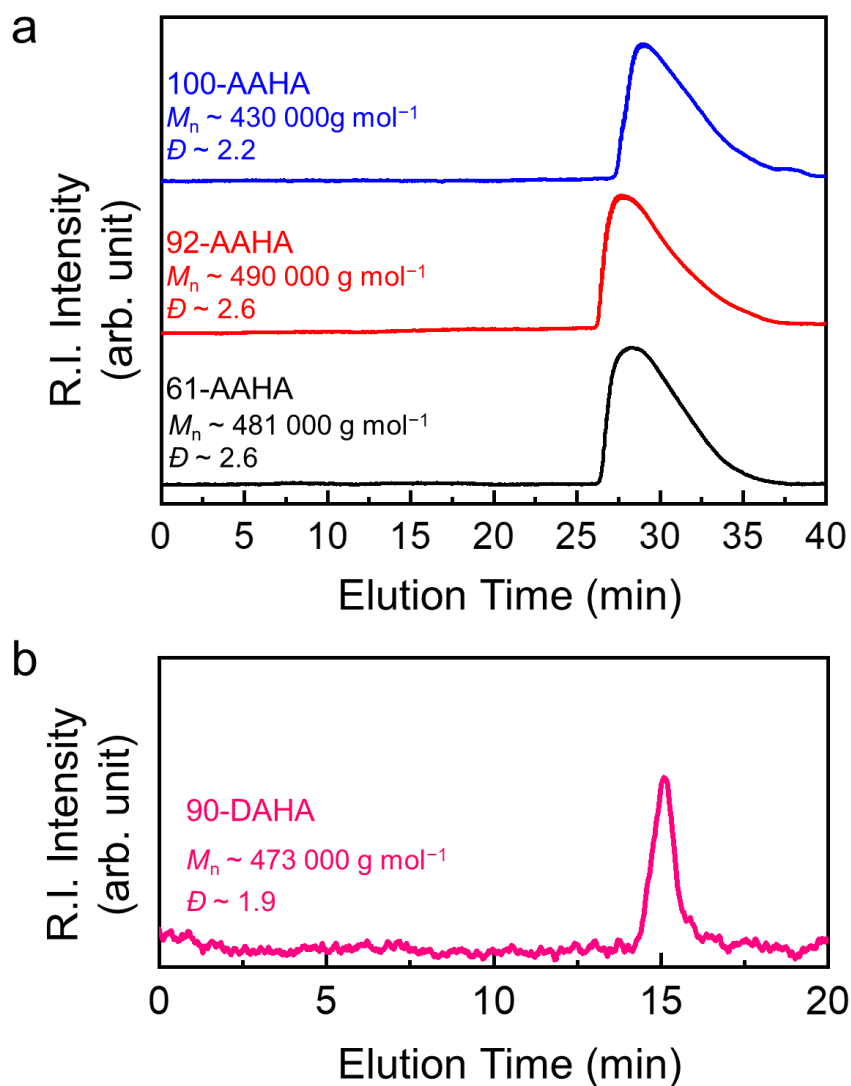 a
R.I. Intensity
(arb. unit)
100-AAHA
Mₙ ~ 430 000g mol⁻¹
Đ ~ 2.2
92-AAHA
Mₙ ~ 490 000 g mol⁻¹
Đ ~ 2.6
61-AAHA
Mₙ ~ 481 000 g mol⁻¹
Đ ~ 2.6
0 5 10 15 20 25 30 35 40
Elution Time (min)
b
R.I. Intensity
(arb. unit)
90-DAHA
Mₙ ~ 473 000 g mol⁻¹
Đ ~ 1.9
0 5 10 15 20
Elution Time (min)